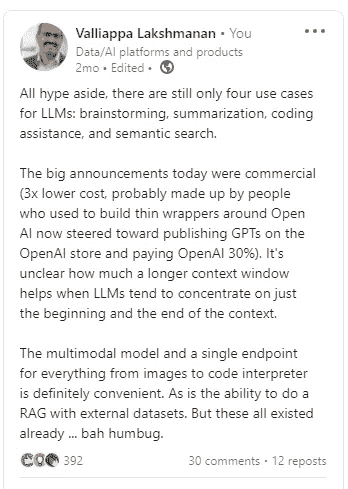 Valliappa Lakshmanan • You
Data/AI platforms and products
2mo • Edited •
All hype aside, there are still only four use cases
for LLMs: brainstorming, summarization, coding
assistance, and semantic search.
The big announcements today were commercial
(3x lower cost, probably made up by people
who used to build thin wrappers around Open
AI now steered toward publishing GPTs on the
OpenAI store and paying OpenAI 30%). It's
unclear how much a longer context window
helps when LLMs tend to concentrate on just
the beginning and the end of the context.
The multimodal model and a single endpoint
for everything from images to code interpreter
is definitely convenient. As is the ability to do a
RAG with external datasets. But these all existed
already ... bah humbug.
392 30 comments • 12 reposts